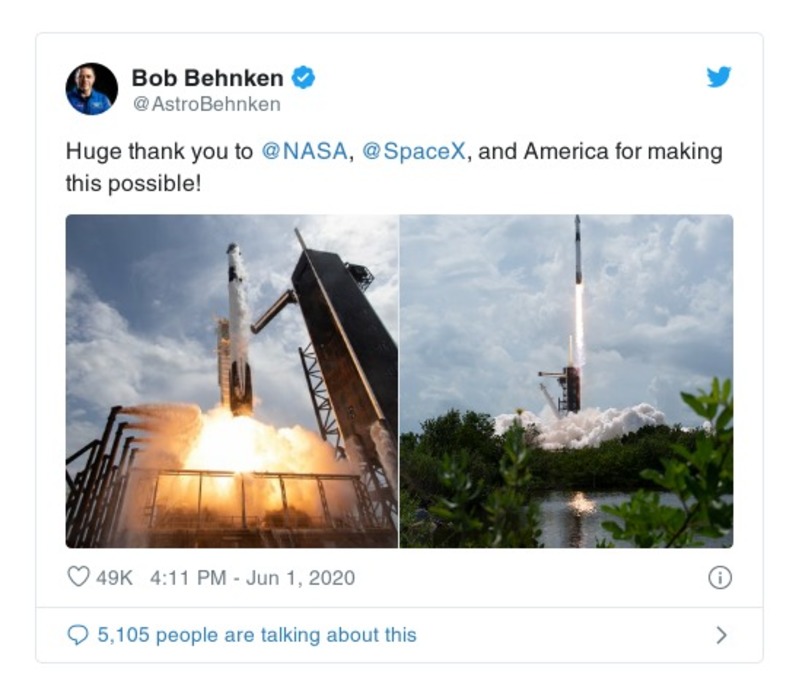 Bob Behnken
@AstroBehnken
Huge thank you to @NASA, @SpaceX, and America for making
this possible!
49K 4:11 PM - Jun 1, 2020
5,105 people are talking about this